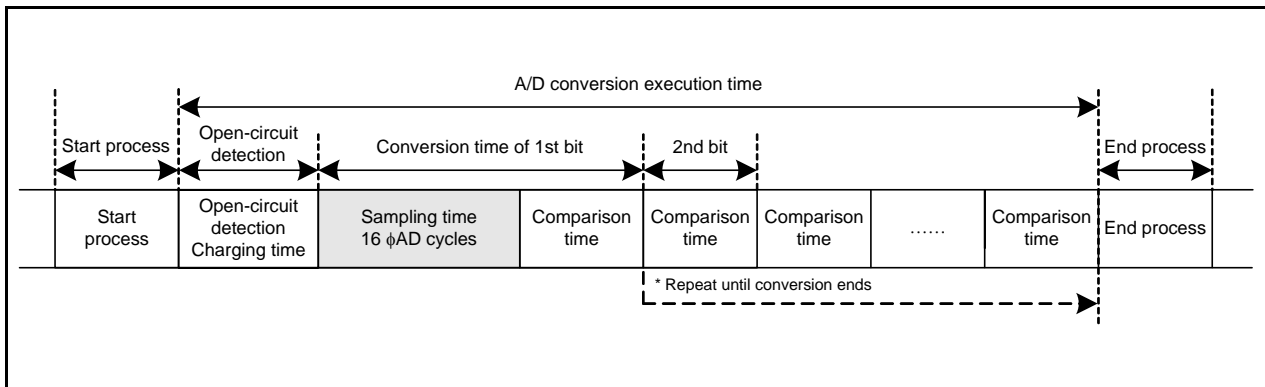 A/D conversion execution time
Start process
Open-circuit
detection
Conversion time of 1st bit
2nd bit
End process
Start
process
Open-circuit
detection
Charging time
Sampling time
16 ϕAD cycles
Comparison
time
Comparison
time
Comparison
time
......
Comparison
time
End process
* Repeat until conversion ends